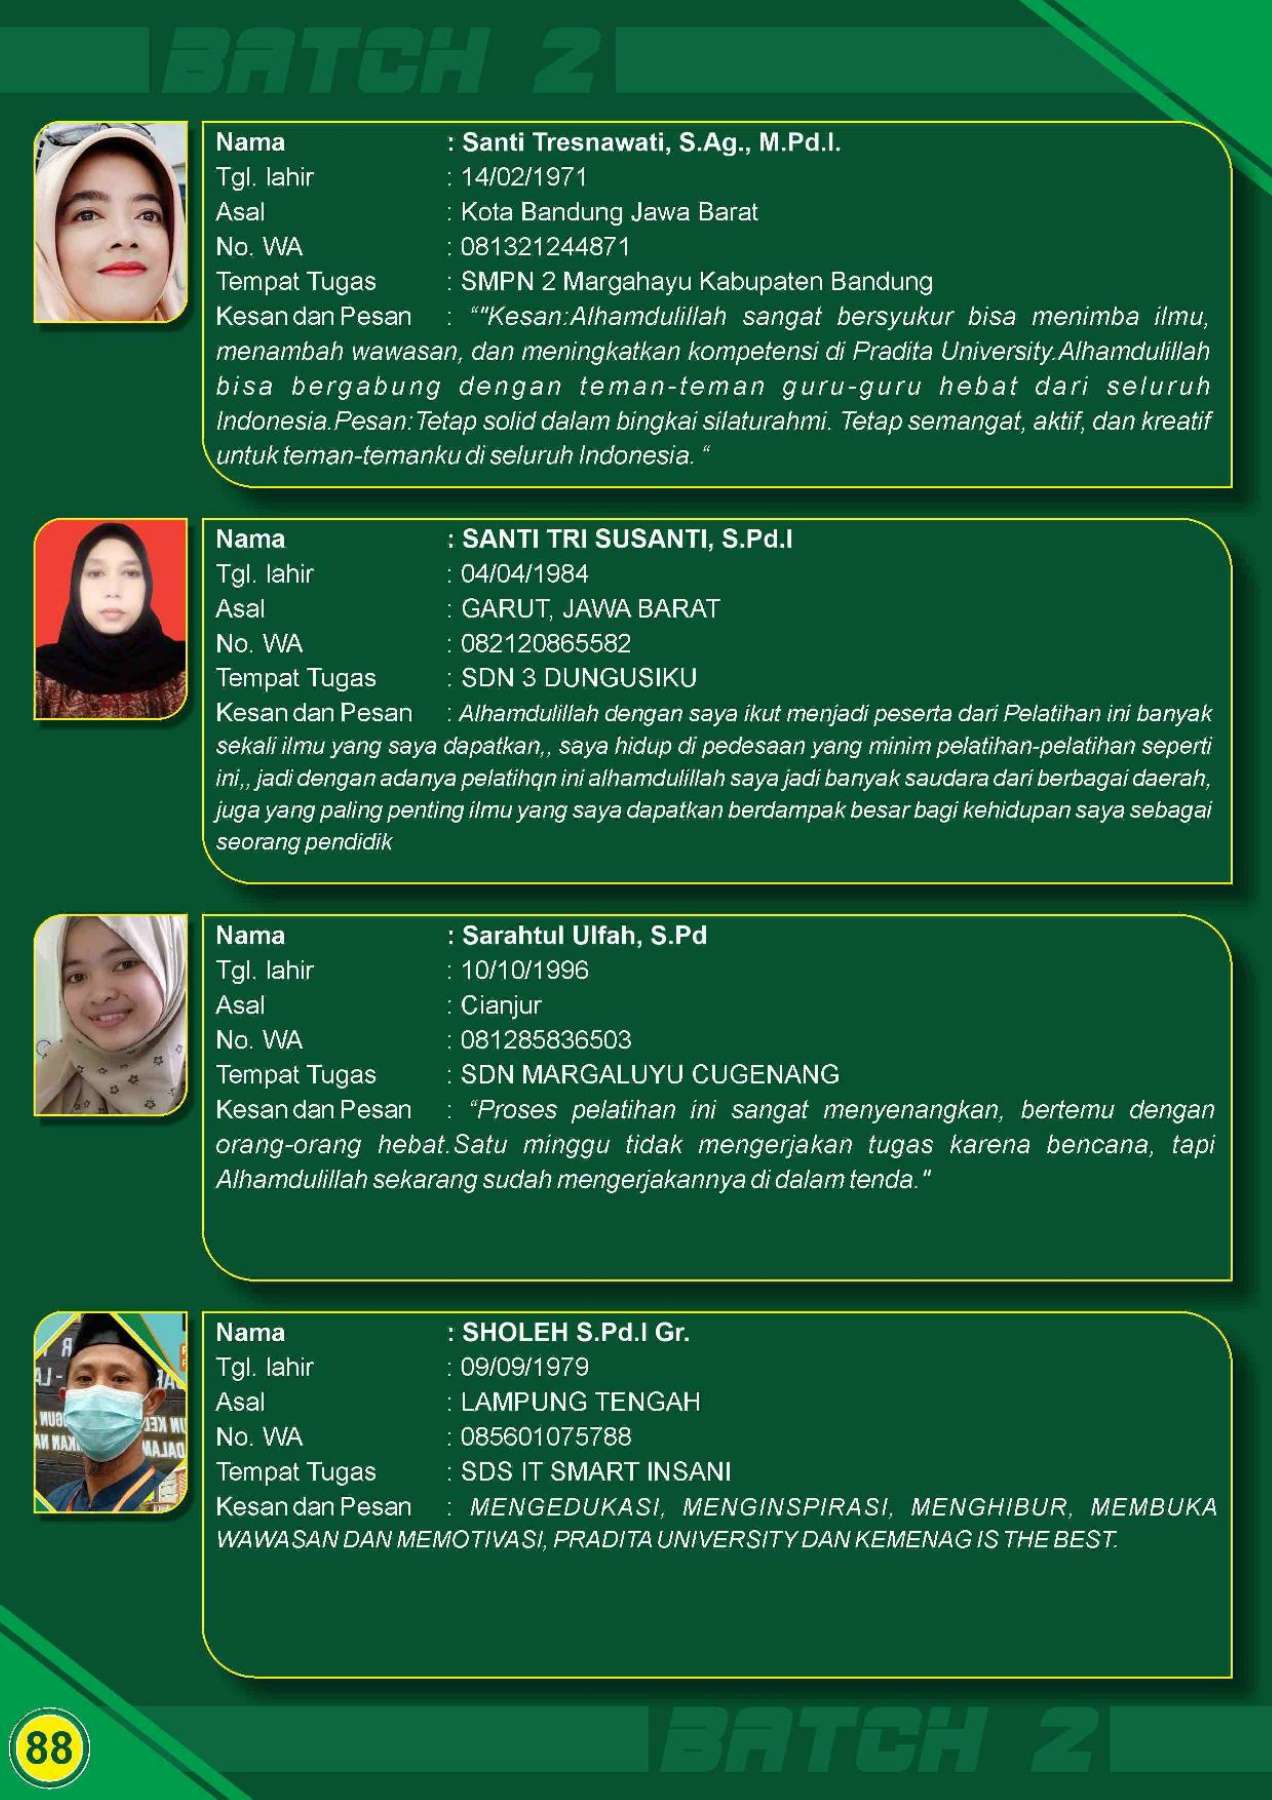 BATCH 2
Nama : Santi Tresnawati, S.Ag., M.Pd.I.
Tgl. lahir : 14/02/1971
Asal : Kota Bandung Jawa Barat
No. WA : 081321244871
Tempat Tugas : SMPN 2 Margahayu Kabupaten Bandung
Kesan dan Pesan : “"Kesan:Alhamdulillah sangat bersyukur bisa menimba ilmu,
menambah wawasan, dan meningkatkan kompetensi di Pradita University.Alhamdulillah
bisa bergabung dengan teman-teman guru-guru hebat dari seluruh
Indonesia.Pesan:Tetap solid dalam bingkai silaturahmi. Tetap semangat, aktif, dan kreatif
untuk teman-temanku di seluruh Indonesia. “
Nama : SANTI TRI SUSANTI, S.Pd.I
Tgl. lahir : 04/04/1984
Asal : GARUT, JAWA BARAT
No. WA : 082120865582
Tempat Tugas : SDN 3 DUNGUSIKU
Kesan dan Pesan : Alhamdulillah dengan saya ikut menjadi peserta dari Pelatihan ini banyak
sekali ilmu yang saya dapatkan,, saya hidup di pedesaan yang minim pelatihan-pelatihan seperti
ini,, jadi dengan adanya pelatihqn ini alhamdulillah saya jadi banyak saudara dari berbagai daerah,
juga yang paling penting ilmu yang saya dapatkan berdampak besar bagi kehidupan saya sebagai
seorang pendidik
Nama : Sarahtul Ulfah, S.Pd
Tgl. lahir : 10/10/1996
Asal : Cianjur
No. WA : 081285836503
Tempat Tugas : SDN MARGALUYU CUGENANG
Kesan dan Pesan : “Proses pelatihan ini sangat menyenangkan, bertemu dengan
orang-orang hebat.Satu minggu tidak mengerjakan tugas karena bencana, tapi
Alhamdulillah sekarang sudah mengerjakannya di dalam tenda."
Nama : SHOLEH S.Pd.I Gr.
Tgl. lahir : 09/09/1979
Asal : LAMPUNG TENGAH
No. WA : 085601075788
Tempat Tugas : SDS IT SMART INSANI
Kesan dan Pesan : MENGEDUKASI, MENGINSPIRASI, MENGHIBUR, MEMBUKA
WAWASAN DAN MEMOTIVASI, PRADITA UNIVERSITY DAN KEMENAG IS THE BEST.
88
BATCH 2